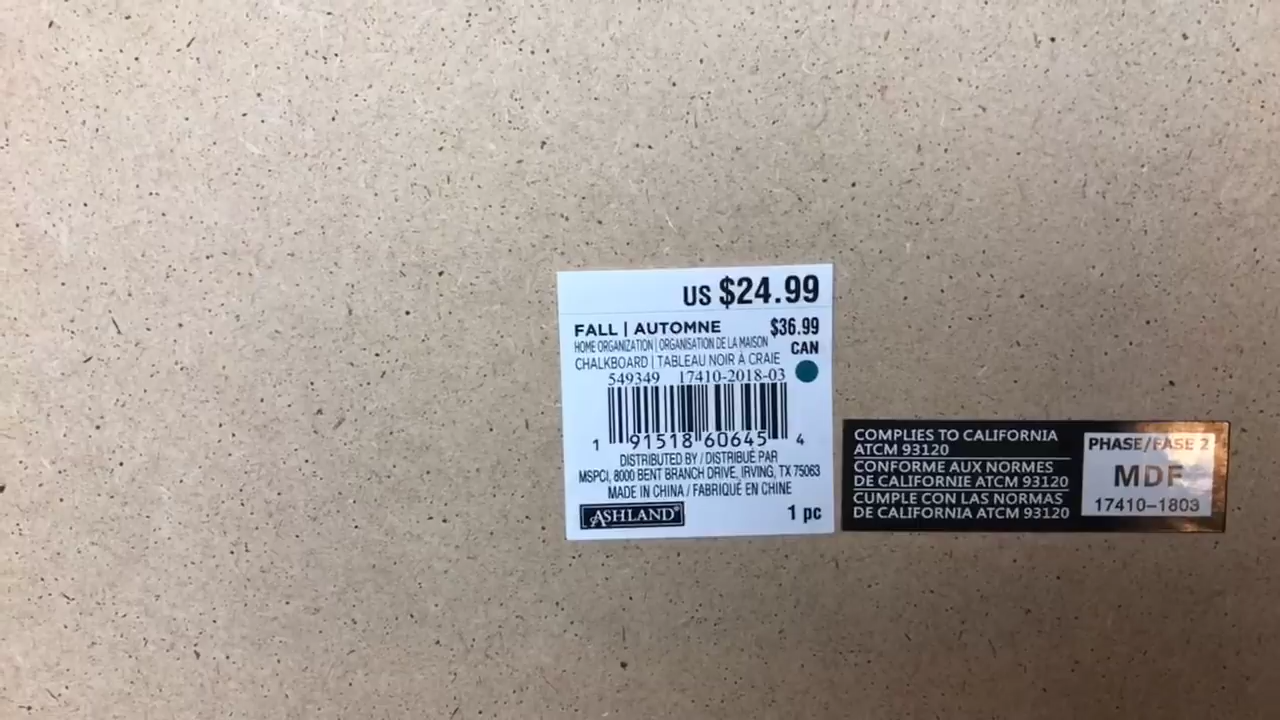 US $24.99
FALL | AUTOMNE $36.99
HOME ORGANIZATION | ORGANISATION DE LA MAISON CAN
CHALKBOARD | TABLEAU NOIR À CRAIE
549349 17410-2018-03
1 91518 60645 4
DISTRIBUTED BY / DISTRIBUÉ PAR
MSPCI, 8000 BENT BRANCH DRIVE, IRVING, TX 75063
MADE IN CHINA / FABRIQUÉ EN CHINE
ASHLAND® 1 pc
COMPLIES TO CALIFORNIA
ATCM 93120
CONFORME AUX NORMES
DE CALIFORNIE ATCM 93120
CUMPLE CON LAS NORMAS
DE CALIFORNIA ATCM 93120
PHASE/FASE 2
MDF
17410-1803